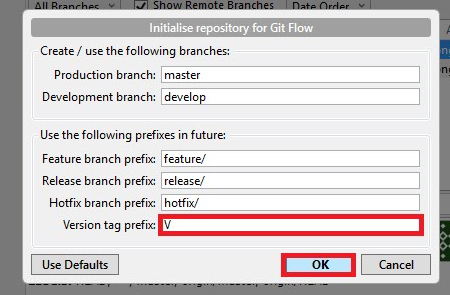 All Branches Show Remote Branches Date Order
Initialise repository for Git Flow
Create / use the following branches:
Production branch: master
Development branch: develop
Use the following prefixes in future:
Feature branch prefix: feature/
Release branch prefix: release/
Hotfix branch prefix: hotfix/
Version tag prefix: V
Use Defaults OK Cancel